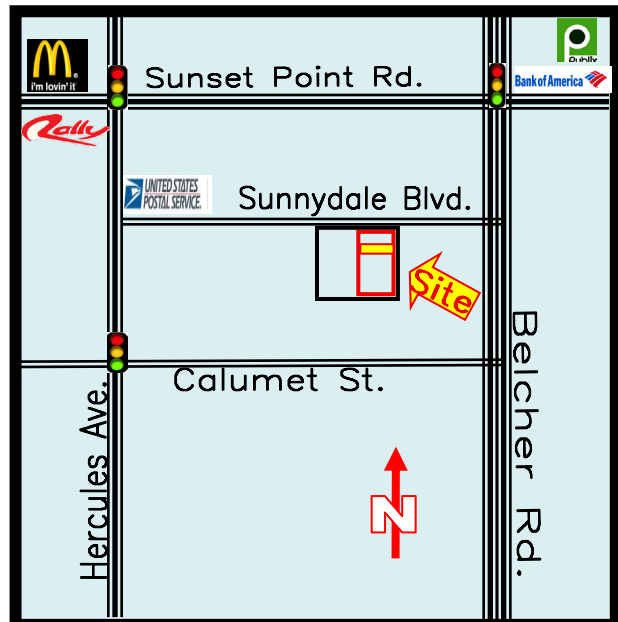 i'm lovin' it
Sunset Point Rd.
Publix
Bank of America
Rally
UNITED STATES
POSTAL SERVICE.
Sunnydale Blvd.
Site
Belcher Rd.
Calumet St.
Hercules Ave.
N